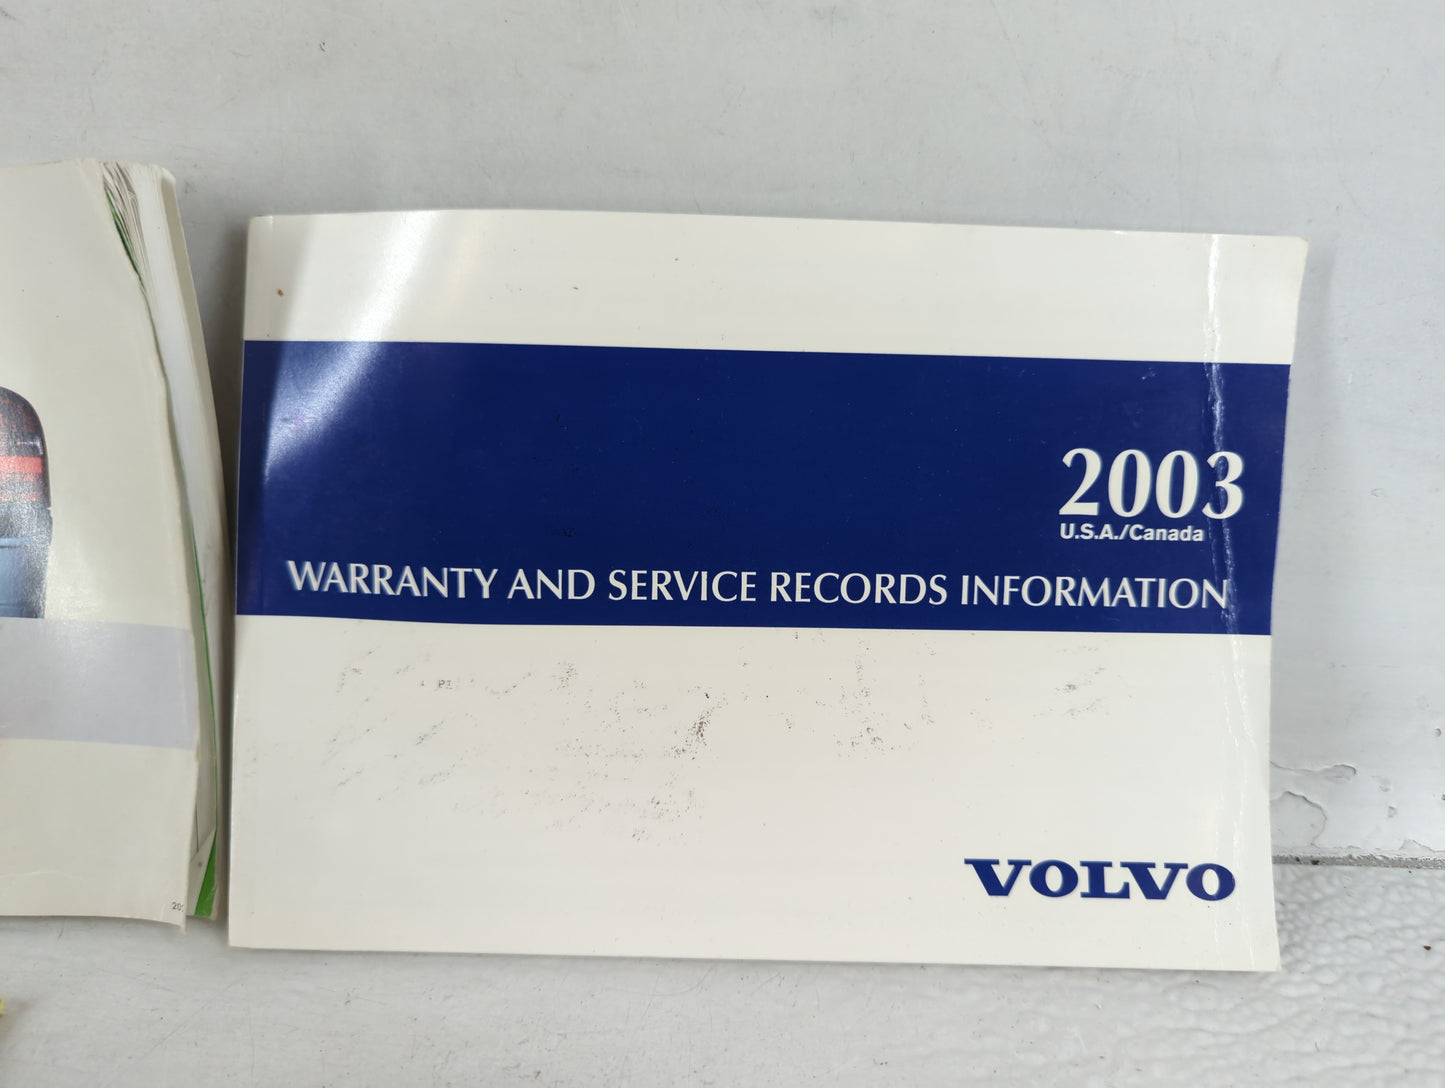 2003
U.S.A./Canada
WARRANTY AND SERVICE RECORDS INFORMATION
VOLVO